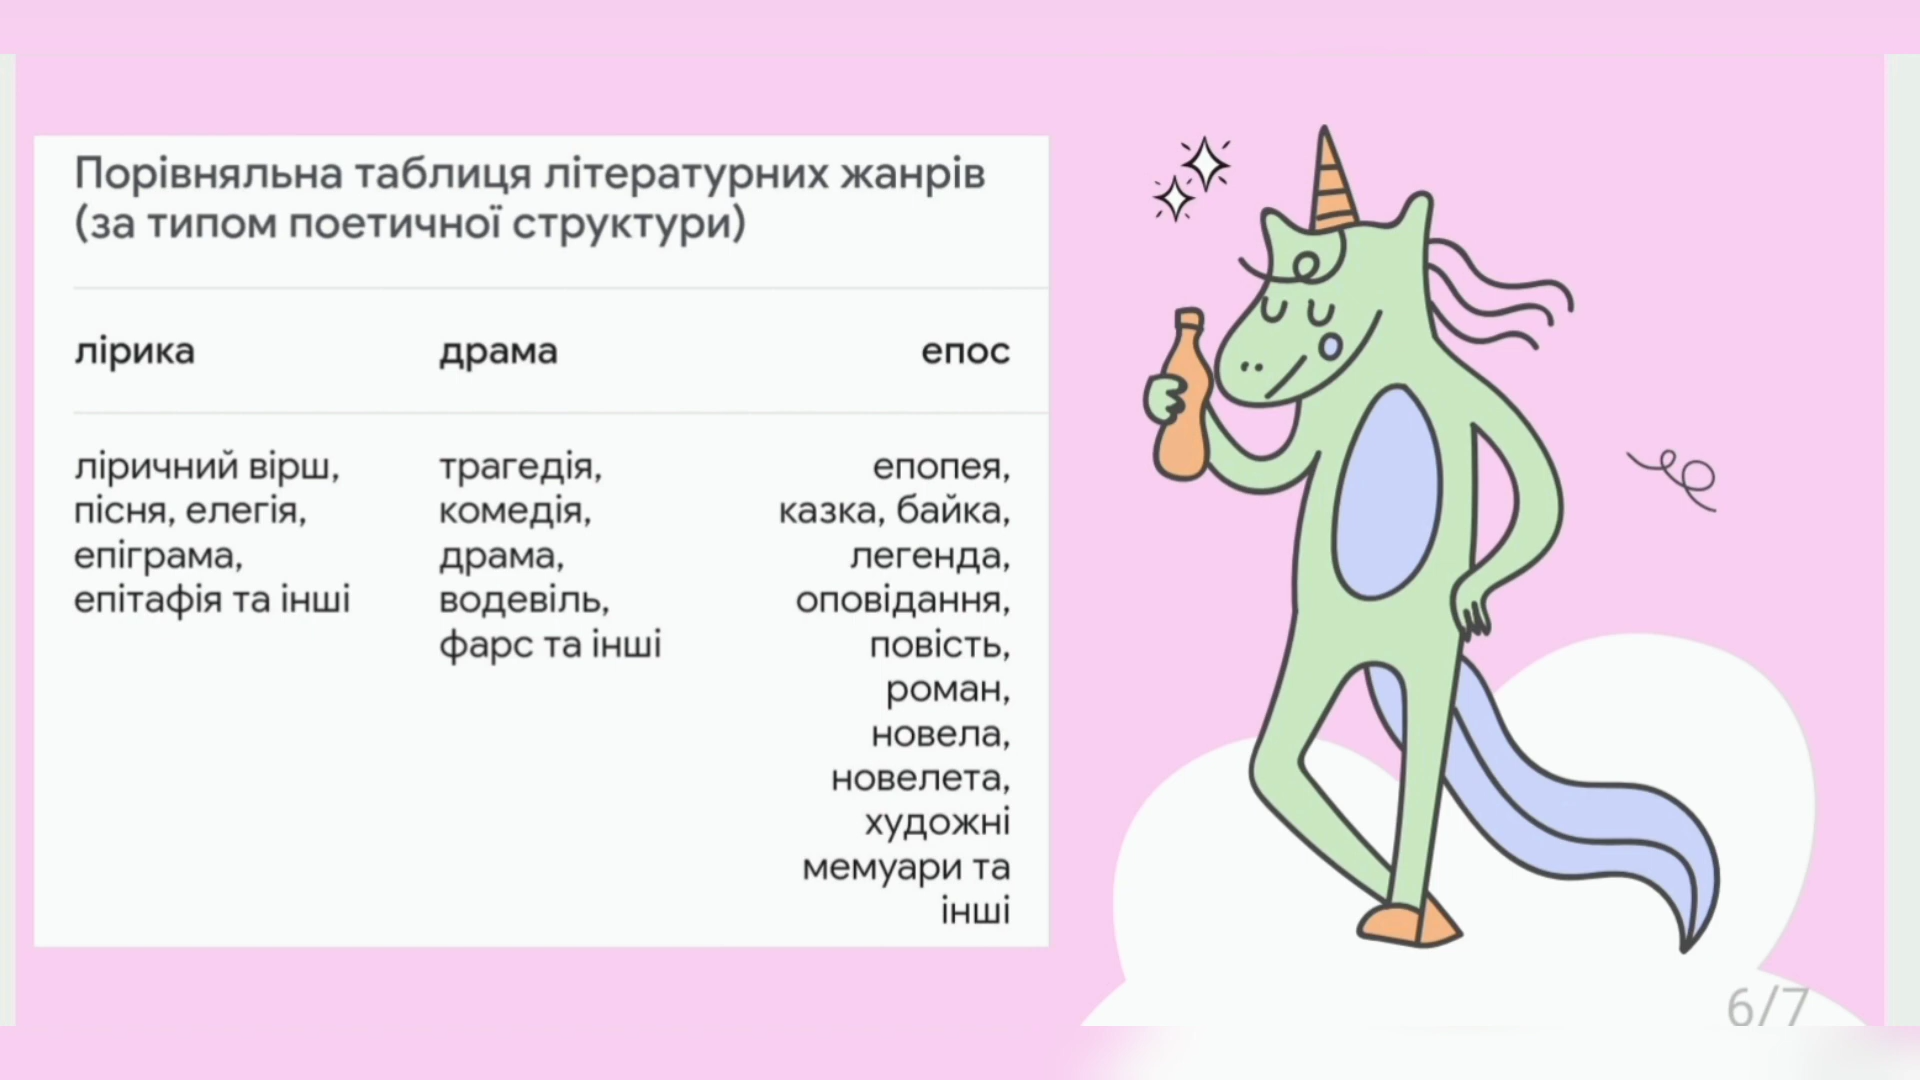 Порівняльна таблиця літературних жанрів
(за типом поетичної структури)
лірика
драма
епос
ліричний вірш,
пісня, елегія,
епіграма,
епітафія та інші
трагедія,
комедія,
драма,
водевіль,
фарс та інші
епопея,
казка, байка,
легенда,
оповідання,
повість,
роман,
новела,
новелета,
художні
мемуари та
інші
6/7